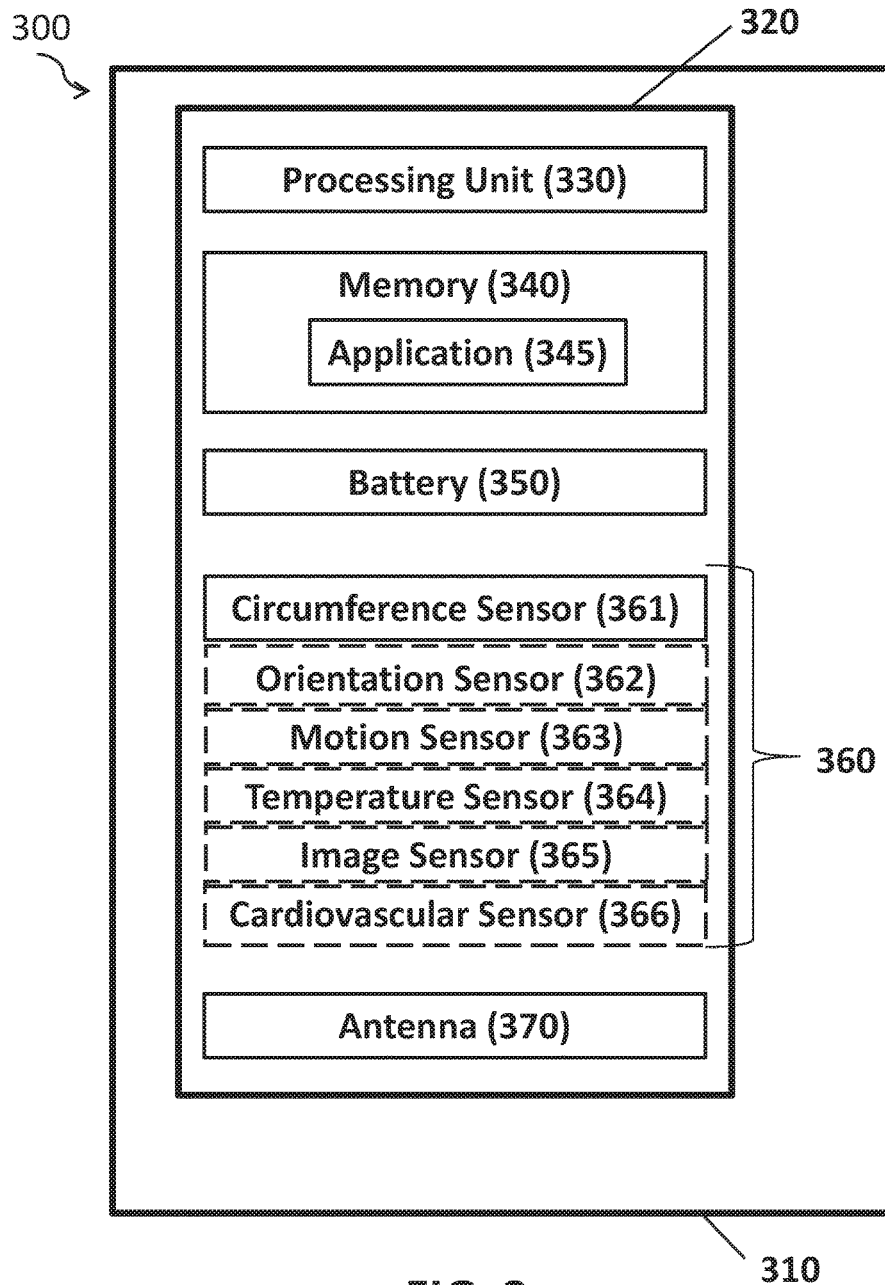 300
320
Processing Unit (330)
Memory (340)
Application (345)
Battery (350)
Circumference Sensor (361)
Orientation Sensor (362)
Motion Sensor (363)
360
Temperature Sensor (364)
Image Sensor (365)
Cardiovascular Sensor (366)
Antenna (370)
310